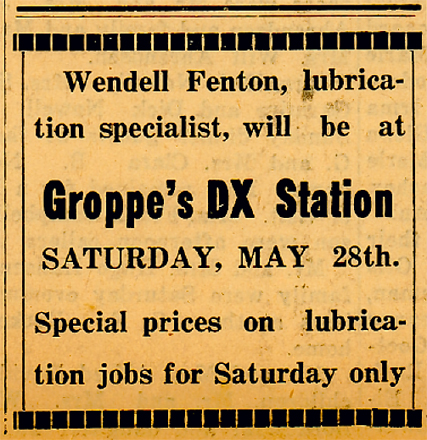 Wendell Fenton, lubrica-
tion specialist, will be at
Groppe's DX Station
SATURDAY, MAY 28th.
Special prices on lubrica-
tion jobs for Saturday only